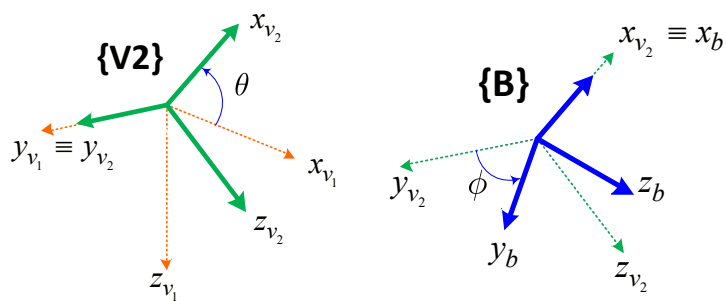 x_{v_2}
{V2}
θ
y_{v_1} ≡ y_{v_2}
x_{v_1}
z_{v_2}
z_{v_1}
x_{v_2} ≡ x_b
{B}
y_{v_2}
ϕ
z_b
y_b
z_{v_2}